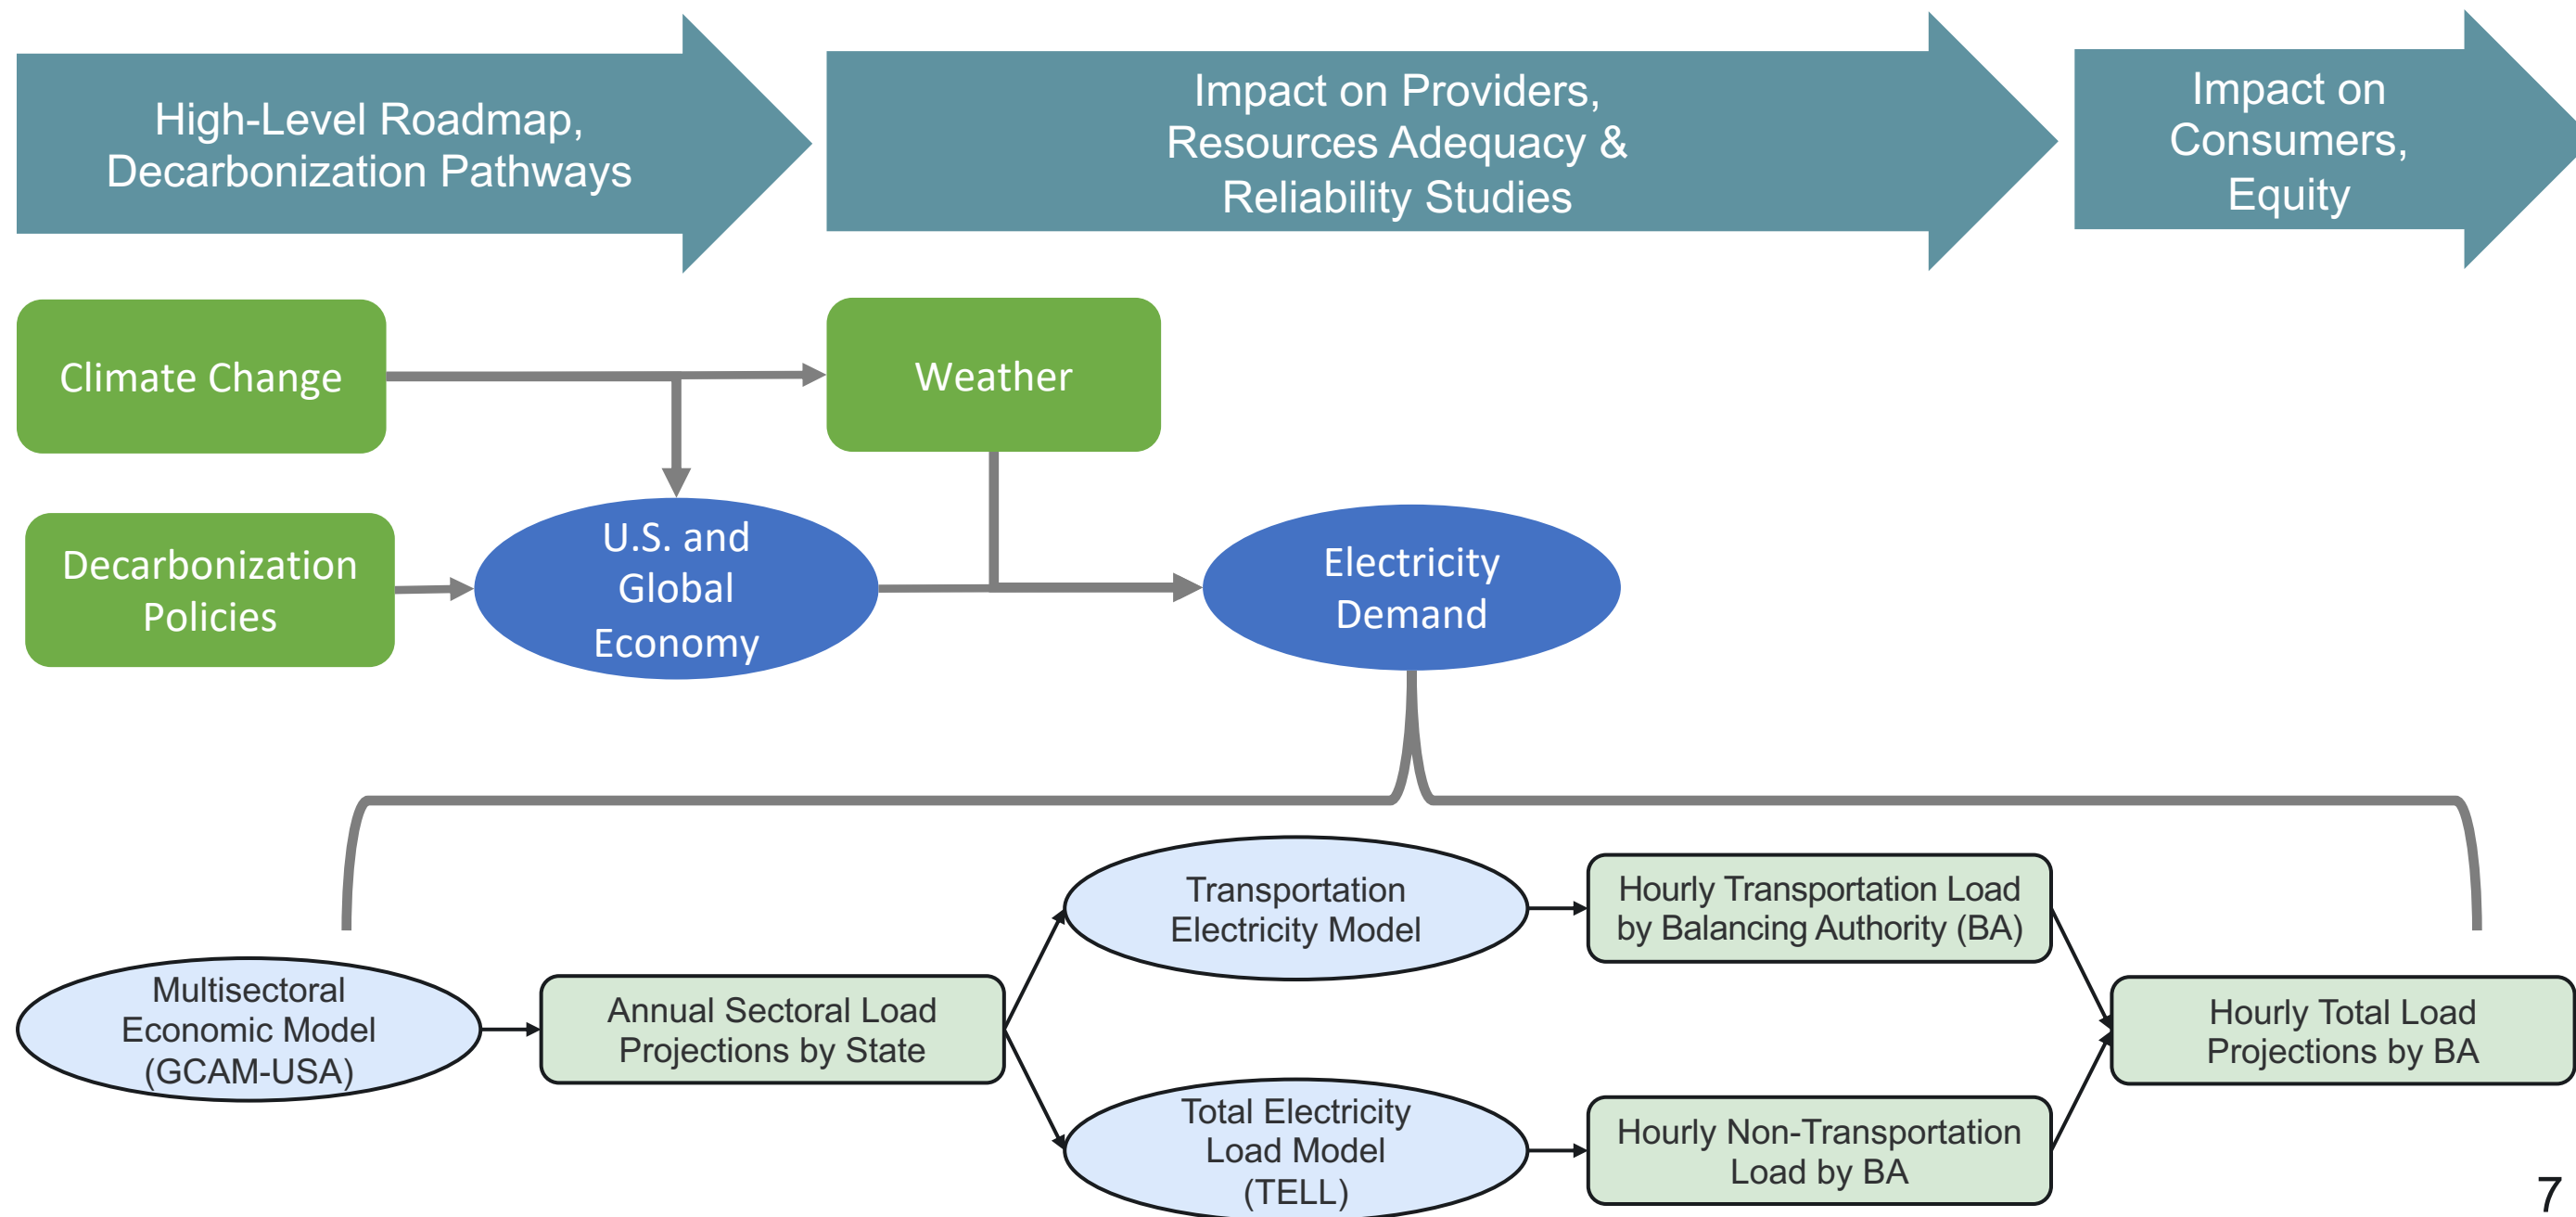 High-Level Roadmap,
Decarbonization Pathways
Impact on Providers,
Resources Adequacy &
Reliability Studies
Impact on
Consumers,
Equity
Climate Change
Weather
Decarbonization
Policies
U.S. and
Global
Economy
Electricity
Demand
Multisectoral
Economic Model
(GCAM-USA)
Annual Sectoral Load
Projections by State
Transportation
Electricity Model
Hourly Transportation Load
by Balancing Authority (BA)
Total Electricity
Load Model
(TELL)
Hourly Non-Transportation
Load by BA
Hourly Total Load
Projections by BA
7